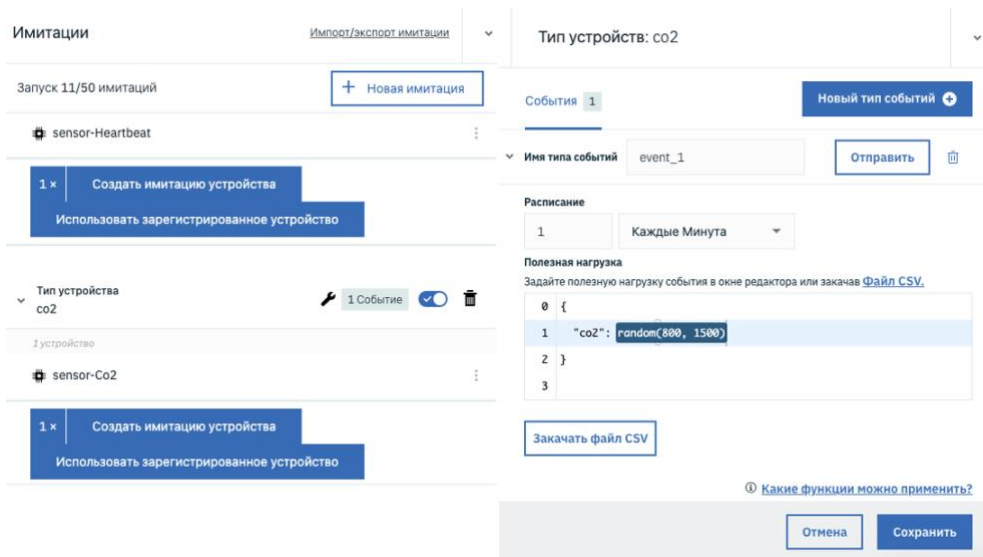 Имитации
Импорт/экспорт имитации
Запуск 11/50 имитаций
+ Новая имитация
sensor-Heartbeat
1 × Создать имитацию устройства
Использовать зарегистрированное устройство
Тип устройства
co2
1 Событие
1 устройство
sensor-Co2
1 × Создать имитацию устройства
Использовать зарегистрированное устройство
Тип устройств: co2
События 1
Новый тип событий
Имя типа событий event_1 Отправить
Расписание
1 Каждые Минута
Полезная нагрузка
Задайте полезную нагрузку события в окне редактора или закачав Файл CSV.
0 {
1 "co2": random(800, 1500)
2 }
3
Закачать файл CSV
Какие функции можно применить?
Отмена Сохранить